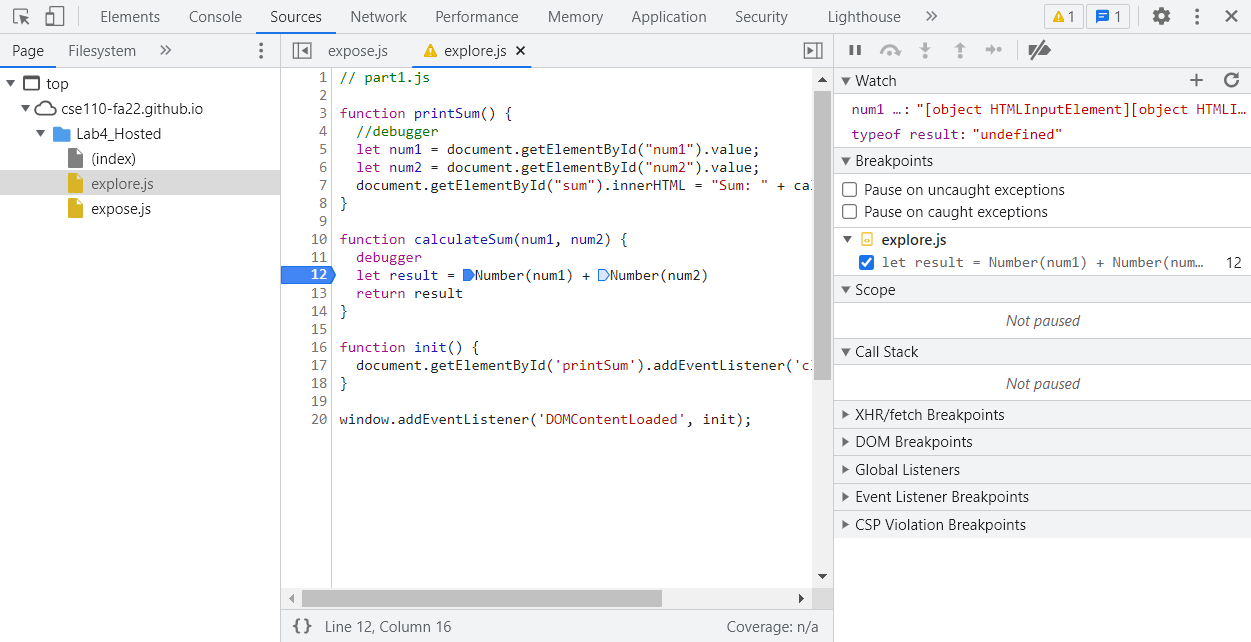 Elements Console Sources Network Performance Memory Application Security Lighthouse » 1 1
Page Filesystem »
top
cse110-fa22.github.io
Lab4_Hosted
(index)
explore.js
expose.js
expose.js explore.js ×
1 // part1.js
2
3 function printSum() {
4 //debugger
5 let num1 = document.getElementById("num1").value;
6 let num2 = document.getElementById("num2").value;
7 document.getElementById("sum").innerHTML = "Sum: " + cal
8 }
9
10 function calculateSum(num1, num2) {
11 debugger
12 let result = Number(num1) + Number(num2)
13 return result
14 }
15
16 function init() {
17 document.getElementById('printSum').addEventListener('cl
18 }
19
20 window.addEventListener('DOMContentLoaded', init);
{} Line 12, Column 16 Coverage: n/a
Watch
num1 …: "[object HTMLInputElement][object HTMLI…
typeof result: "undefined"
Breakpoints
Pause on uncaught exceptions
Pause on caught exceptions
explore.js
let result = Number(num1) + Number(num… 12
Scope
Not paused
Call Stack
Not paused
XHR/fetch Breakpoints
DOM Breakpoints
Global Listeners
Event Listener Breakpoints
CSP Violation Breakpoints